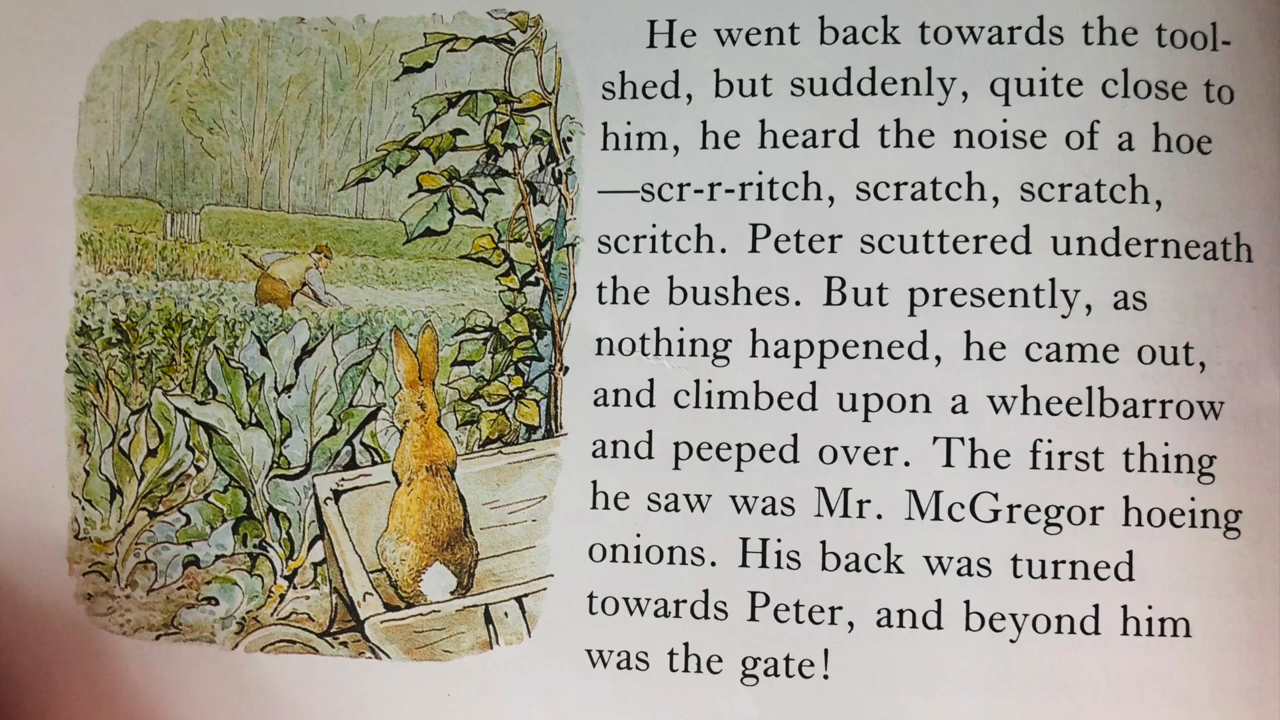 He went back towards the tool-
shed, but suddenly, quite close to
him, he heard the noise of a hoe
—scr-r-ritch, scratch, scratch,
scritch. Peter scuttered underneath
the bushes. But presently, as
nothing happened, he came out,
and climbed upon a wheelbarrow
and peeped over. The first thing
he saw was Mr. McGregor hoeing
onions. His back was turned
towards Peter, and beyond him
was the gate!